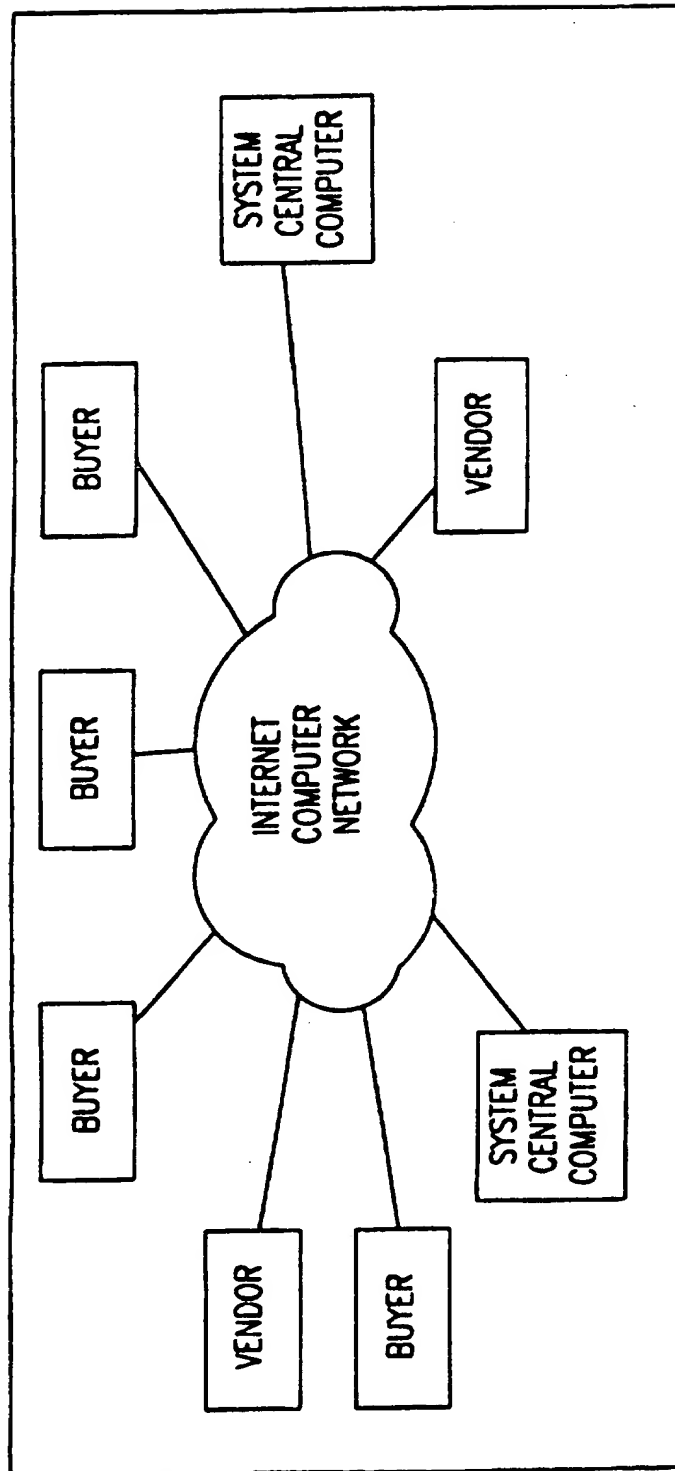 BUYER
BUYER
BUYER
VENDOR
SYSTEM
CENTRAL
COMPUTER
INTERNET
COMPUTER
NETWORK
BUYER
VENDOR
SYSTEM
CENTRAL
COMPUTER